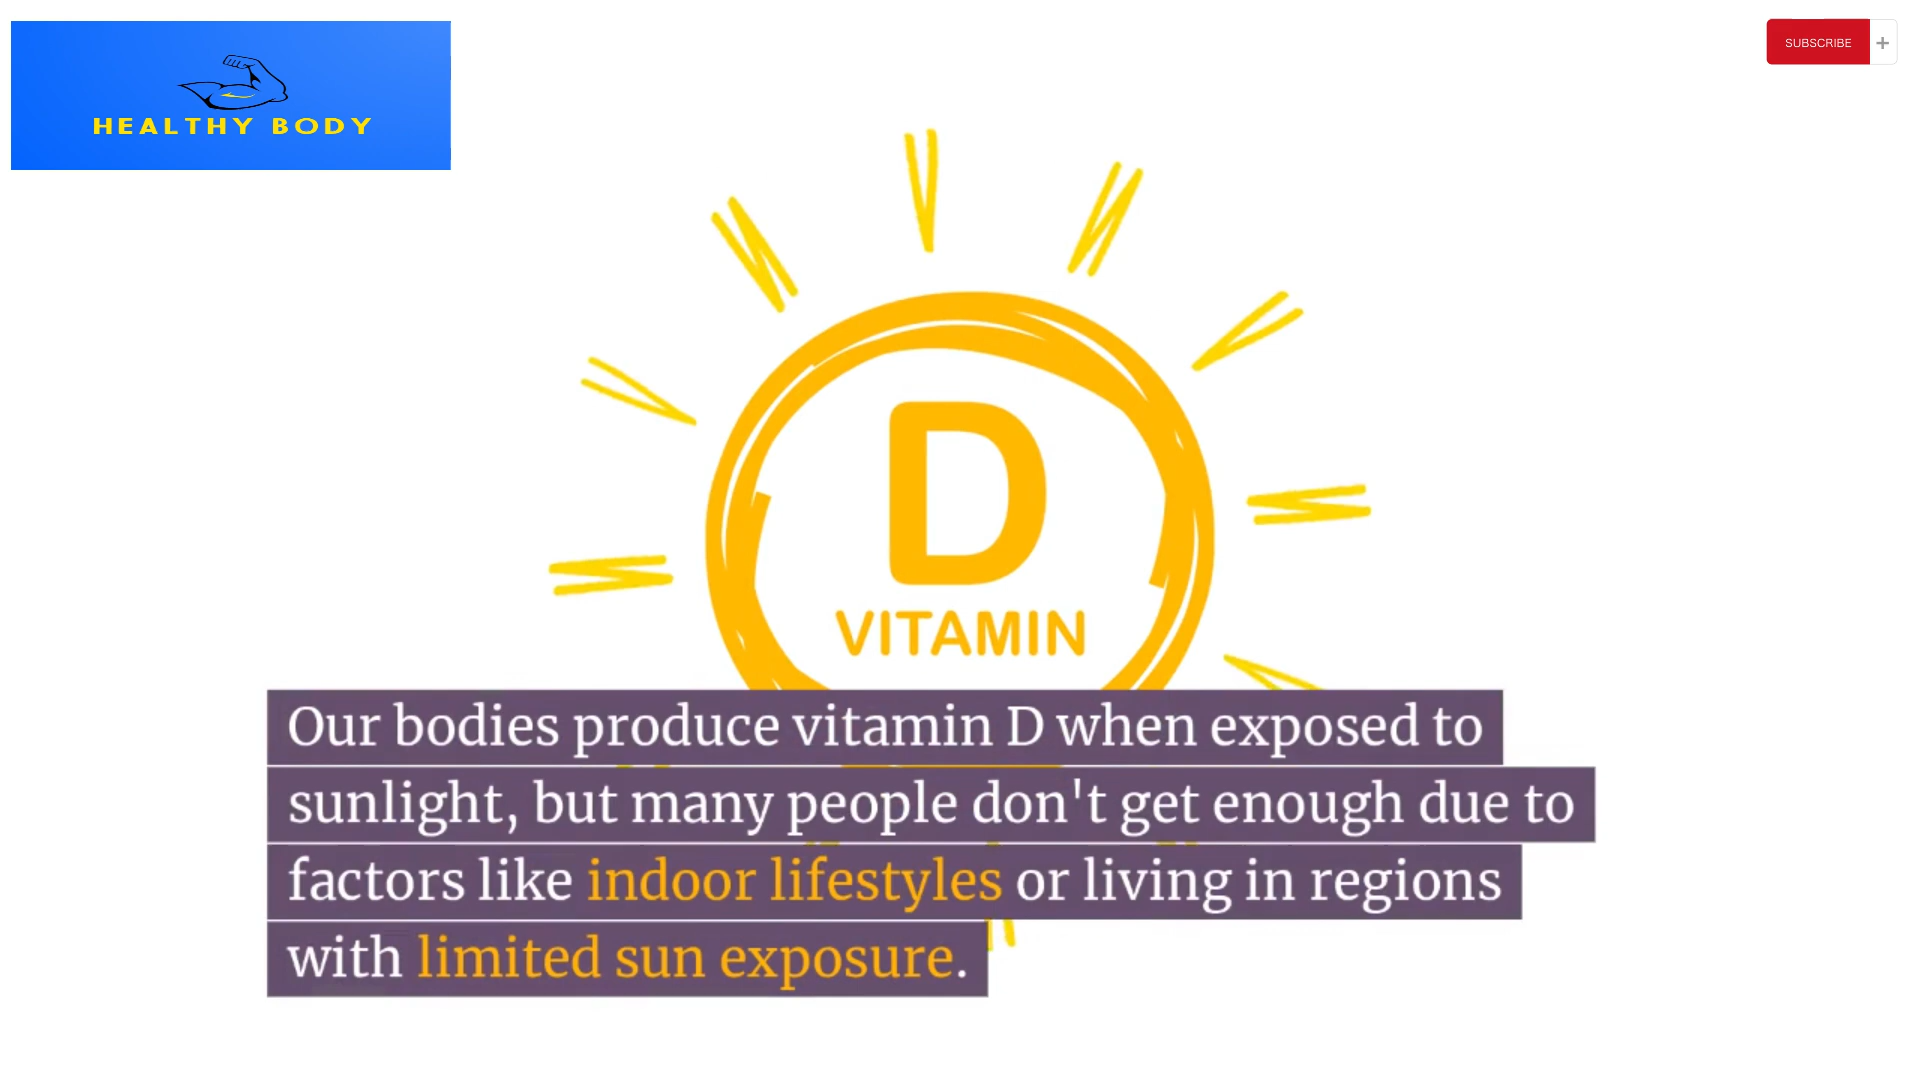 HEALTHY BODY
SUBSCRIBE +
D
VITAMIN
Our bodies produce vitamin D when exposed to
sunlight, but many people don't get enough due to
factors like indoor lifestyles or living in regions
with limited sun exposure.